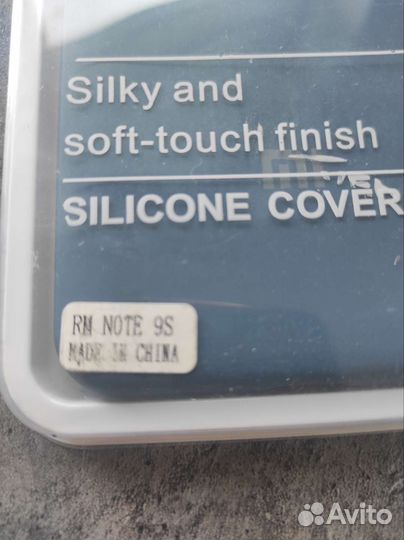 Silky and
soft-touch finish
SILICONE COVER
RM NOTE 9S
MADE IN CHINA
Avito